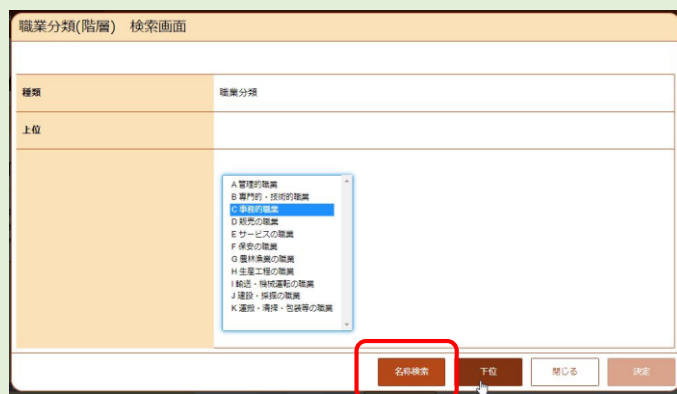 職業分類(階層)　検索画面
種類　職業分類
上位
A 管理的職業
B 専門的・技術的職業
C 事務的職業
D 販売の職業
E サービスの職業
F 保安の職業
G 農林漁業の職業
H 生産工程の職業
I 輸送・機械運転の職業
J 建設・採掘の職業
K 運搬・清掃・包装等の職業
名称検索　下位　閉じる　決定